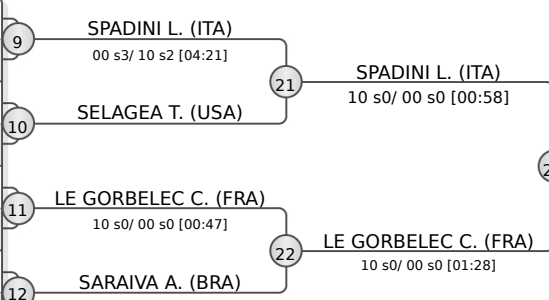 9
SPADINI L. (ITA)
00 s3/ 10 s2 [04:21]
21
SPADINI L. (ITA)
10 s0/ 00 s0 [00:58]
10
SELAGEA T. (USA)
11
LE GORBELEC C. (FRA)
10 s0/ 00 s0 [00:47]
22
LE GORBELEC C. (FRA)
10 s0/ 00 s0 [01:28]
12
SARAIVA A. (BRA)